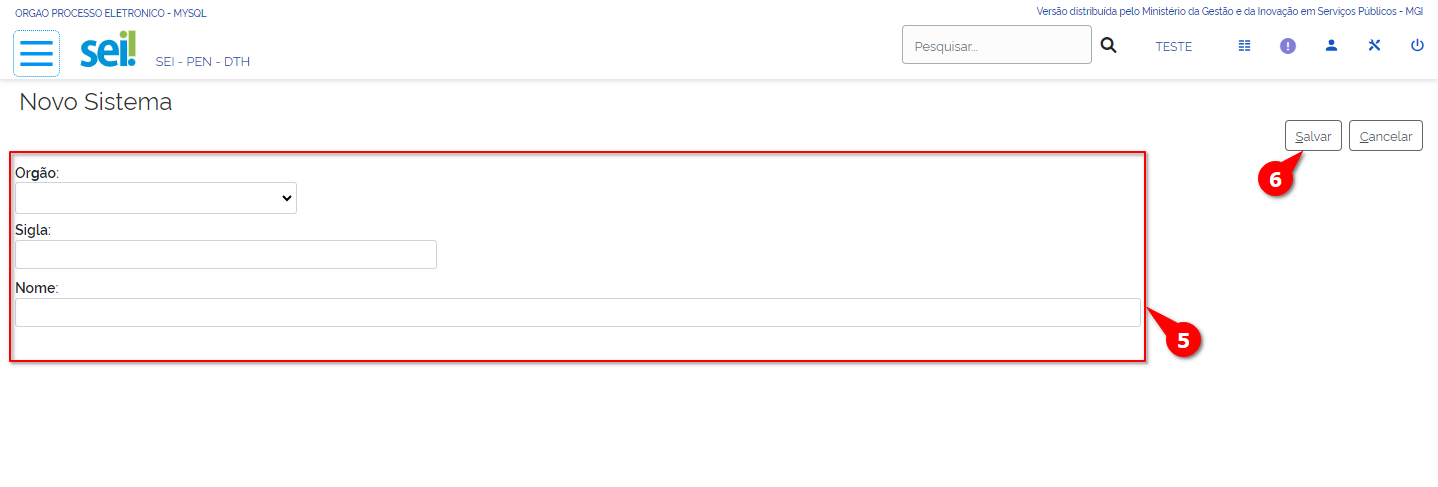 ORGAO PROCESSO ELETRONICO - MYSQL
Versão distribuída pelo Ministério da Gestão e da Inovação em Serviços Públicos - MGI
sei!
SEI - PEN - DTH
Pesquisar...
TESTE
Novo Sistema
Salvar
Cancelar
6
Orgão:
Sigla:
Nome:
5